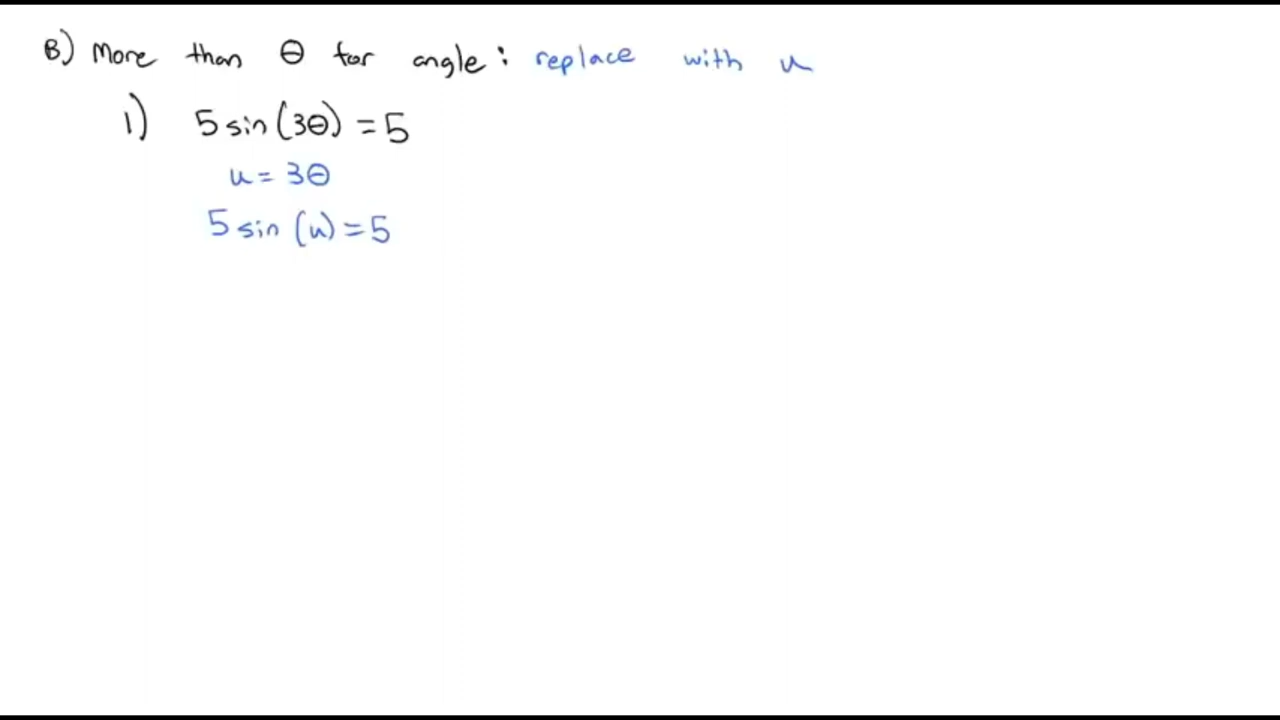 B) More than θ for angle: replace with u
1) 5 sin(3θ) = 5
u = 3θ
5 sin (u) = 5